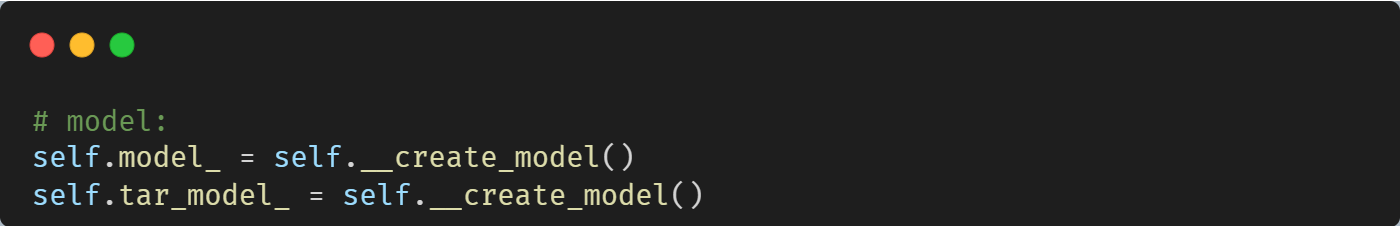 # model:
self.model_ = self.__create_model()
self.tar_model_ = self.__create_model()